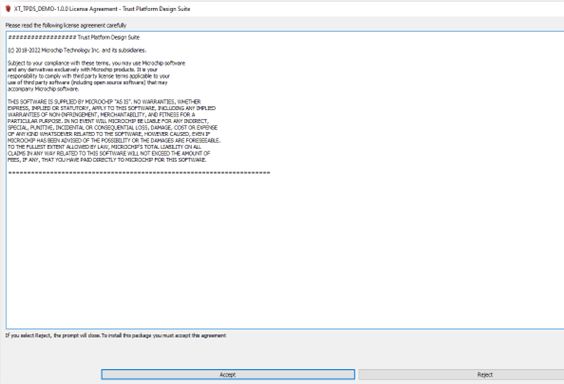 XT_TPDS_DEMO-1.0.0 License Agreement - Trust Platform Design Suite
Please read the following license agreement carefully
################## Trust Platform Design Suite
(c) 2018-2022 Microchip Technology Inc. and its subsidiaries.
Subject to your compliance with these terms, you may use Microchip software
and any derivatives exclusively with Microchip products. It is your
responsibility to comply with third party license terms applicable to your
use of third party software (including open source software) that may
accompany Microchip software.
THIS SOFTWARE IS SUPPLIED BY MICROCHIP "AS IS". NO WARRANTIES, WHETHER
EXPRESS, IMPLIED OR STATUTORY, APPLY TO THIS SOFTWARE, INCLUDING ANY IMPLIED
WARRANTIES OF NON-INFRINGEMENT, MERCHANTABILITY, AND FITNESS FOR A
PARTICULAR PURPOSE. IN NO EVENT WILL MICROCHIP BE LIABLE FOR ANY INDIRECT,
SPECIAL, PUNITIVE, INCIDENTAL OR CONSEQUENTIAL LOSS, DAMAGE, COST OR EXPENSE
OF ANY KIND WHATSOEVER RELATED TO THE SOFTWARE, HOWEVER CAUSED, EVEN IF
MICROCHIP HAS BEEN ADVISED OF THE POSSIBILITY OR THE DAMAGES ARE FORESEEABLE.
TO THE FULLEST EXTENT ALLOWED BY LAW, MICROCHIP'S TOTAL LIABILITY ON ALL
CLAIMS IN ANY WAY RELATED TO THIS SOFTWARE WILL NOT EXCEED THE AMOUNT OF
FEES, IF ANY, THAT YOU HAVE PAID DIRECTLY TO MICROCHIP FOR THIS SOFTWARE.
======================================================================
If you select Reject, the prompt will close.To install this package you must accept this agreement
Accept
Reject